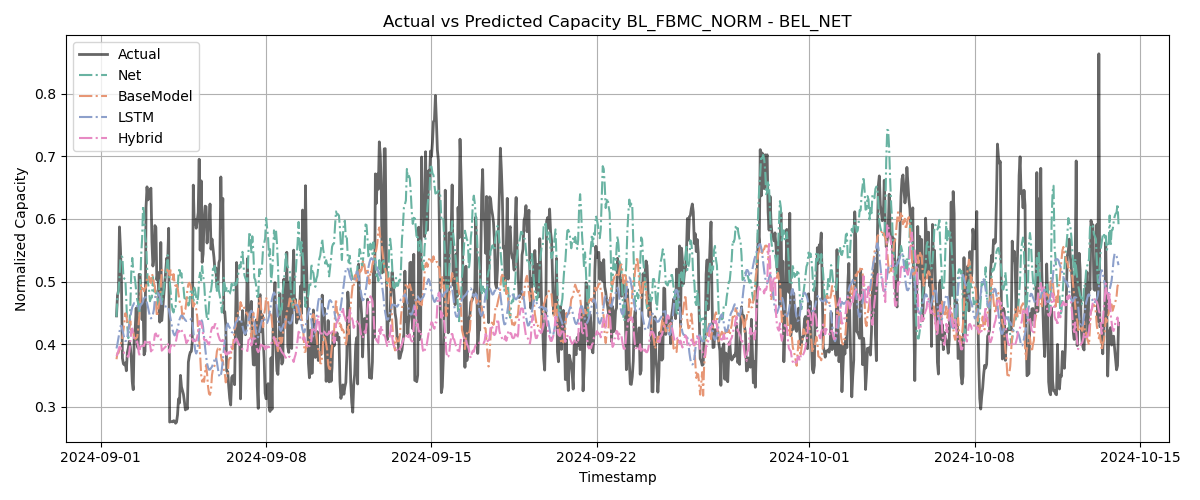 Actual vs Predicted Capacity BL_FBMC_NORM - BEL_NET
Actual
Net
BaseModel
LSTM
Hybrid
Normalized Capacity
0.8
0.7
0.6
0.5
0.4
0.3
2024-09-01 2024-09-08 2024-09-15 2024-09-22 2024-10-01 2024-10-08 2024-10-15
Timestamp